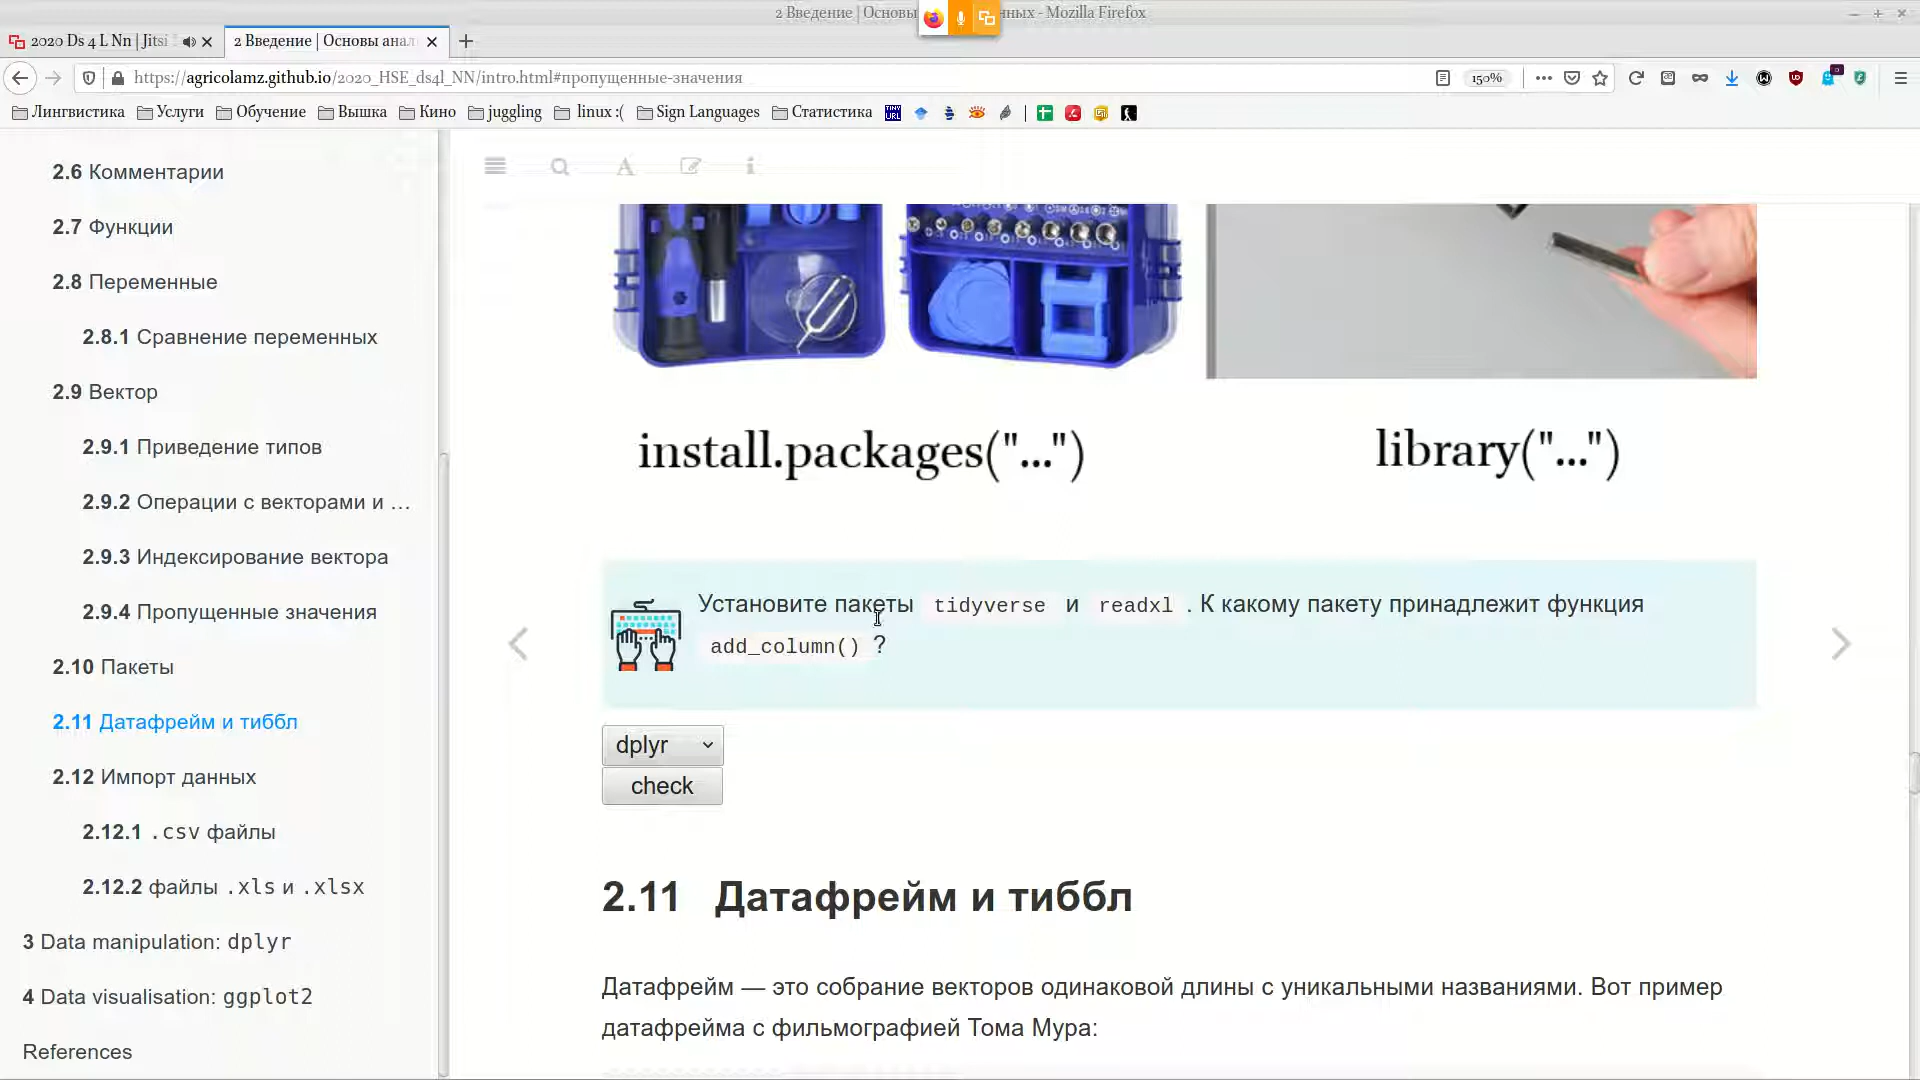 2 Введение | Основы нных - Mozilla Firefox
2020 Ds 4 L Nn | Jitsi
2 Введение | Основы анал
https://agricolamz.github.io/2020_HSE_ds4l_NN/intro.html#пропущенные-значения
150%
Лингвистика Услуги Обучение Вышка Кино juggling linux :( Sign Languages TINY URL Статистика
2.6 Комментарии
2.7 Функции
2.8 Переменные
2.8.1 Сравнение переменных
2.9 Вектор
2.9.1 Приведение типов
2.9.2 Операции с векторами и …
2.9.3 Индексирование вектора
2.9.4 Пропущенные значения
2.10 Пакеты
2.11 Датафрейм и тиббл
2.12 Импорт данных
2.12.1 .csv файлы
2.12.2 файлы .xls и .xlsx
3 Data manipulation: dplyr
4 Data visualisation: ggplot2
References
install.packages("...") library("...")
Установите пакеты tidyverse и readxl . К какому пакету принадлежит функция
add_column() ?
dplyr
check
2.11 Датафрейм и тиббл
Датафрейм — это собрание векторов одинаковой длины с уникальными названиями. Вот пример
датафрейма с фильмографией Тома Мура: